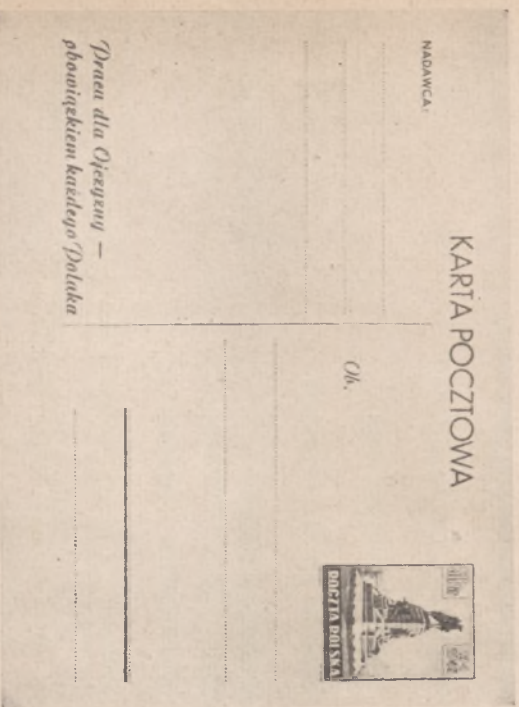 KARTA POCZTOWA
NADAWCA:
Ob.
Praca dla Ojczyzny —
obowiązkiem każdego Polaka
POCZTA POLSKA